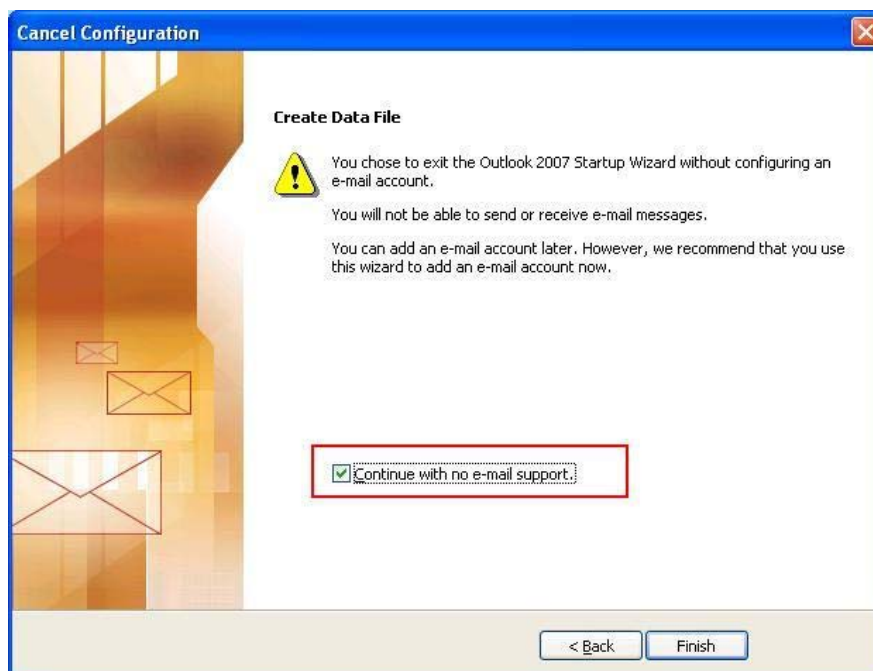 Cancel Configuration
Create Data File
You chose to exit the Outlook 2007 Startup Wizard without configuring an
e-mail account.
You will not be able to send or receive e-mail messages.
You can add an e-mail account later. However, we recommend that you use
this wizard to add an e-mail account now.
Continue with no e-mail support.
< Back
Finish